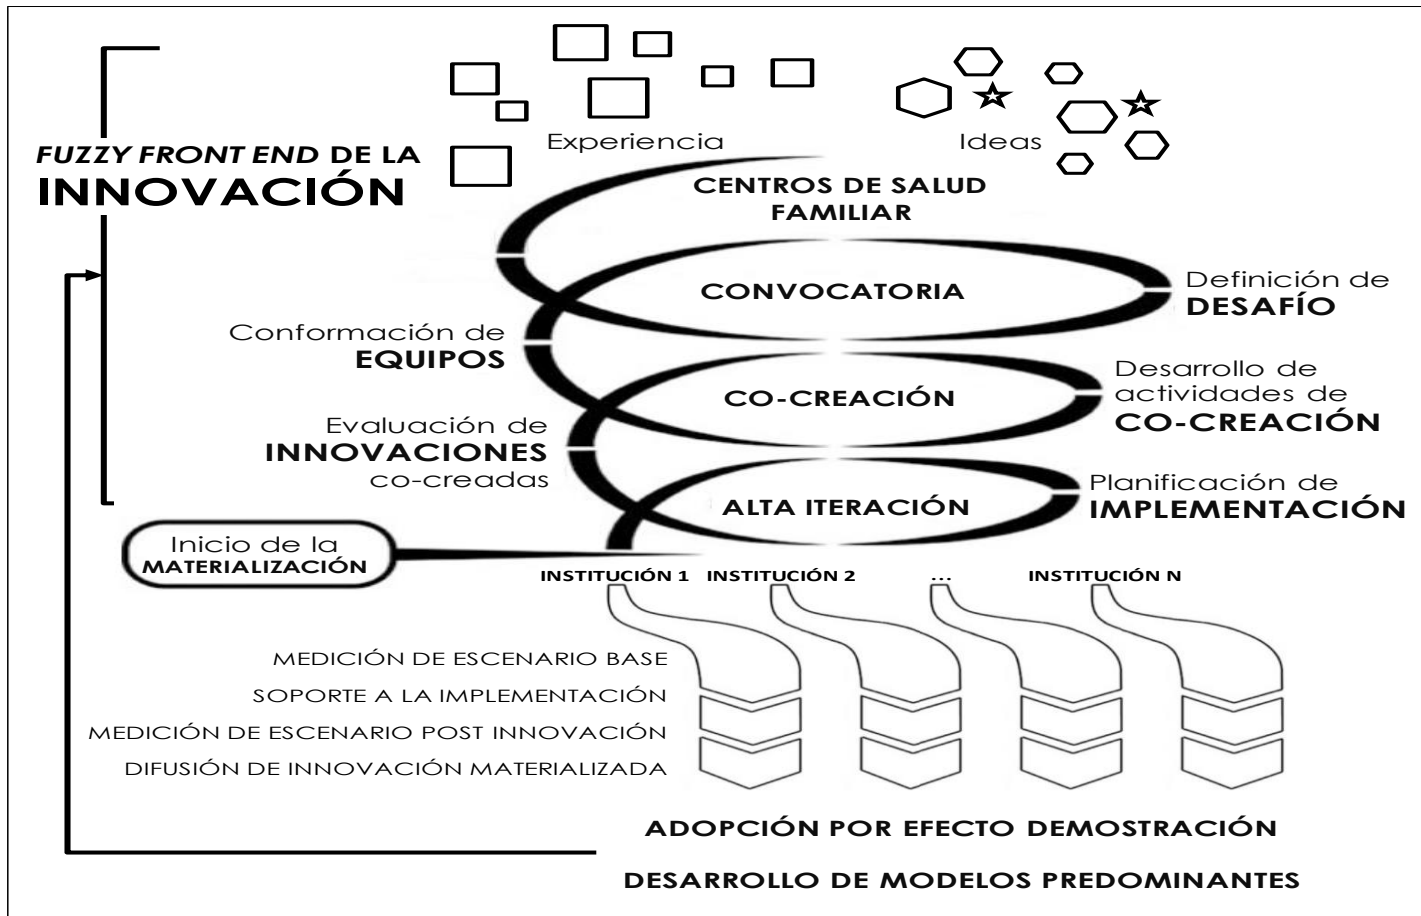 Experiencia
Ideas
FUZZY FRONT END DE LA
INNOVACIÓN
CENTROS DE SALUD
FAMILIAR
CONVOCATORIA
Definición de
DESAFÍO
Conformación de
EQUIPOS
CO-CREACIÓN
Desarrollo de
actividades de
CO-CREACIÓN
Evaluación de
INNOVACIONES
co-creadas
ALTA ITERACIÓN
Planificación de
IMPLEMENTACIÓN
Inicio de la
MATERIALIZACIÓN
INSTITUCIÓN 1 INSTITUCIÓN 2 ... INSTITUCIÓN N
MEDICIÓN DE ESCENARIO BASE
SOPORTE A LA IMPLEMENTACIÓN
MEDICIÓN DE ESCENARIO POST INNOVACIÓN
DIFUSIÓN DE INNOVACIÓN MATERIALIZADA
ADOPCIÓN POR EFECTO DEMOSTRACIÓN
DESARROLLO DE MODELOS PREDOMINANTES